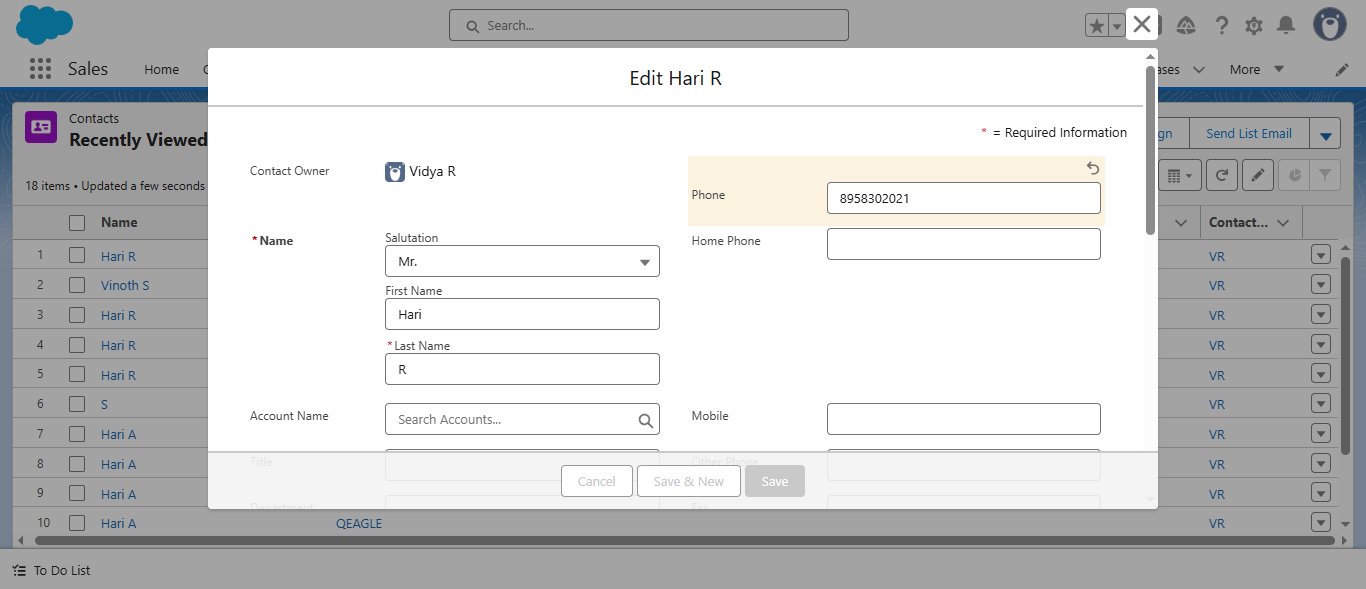 Search...
Sales
Home
ases
More
Edit Hari R
Contacts
Recently Viewed
gn
Send List Email
* = Required Information
Contact Owner
Vidya R
18 items • Updated a few seconds
Phone
8958302021
Name
Contact...
* Name
Salutation
Mr.
Home Phone
First Name
Hari
* Last Name
R
Account Name
Search Accounts...
Mobile
Title
Other Phone
Department
Fax
Cancel
Save & New
Save
1 Hari R VR
2 Vinoth S VR
3 Hari R VR
4 Hari R VR
5 Hari R VR
6 S VR
7 Hari A VR
8 Hari A VR
9 Hari A VR
10 Hari A QEAGLE VR
To Do List